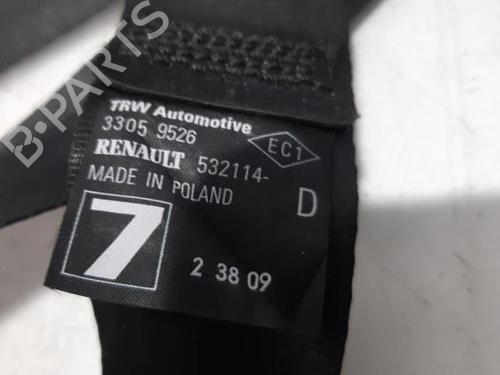 B-PARTS
TRW Automotive
3305 9526
EC1
RENAULT 532114-
MADE IN POLAND
D
7
2 38 09